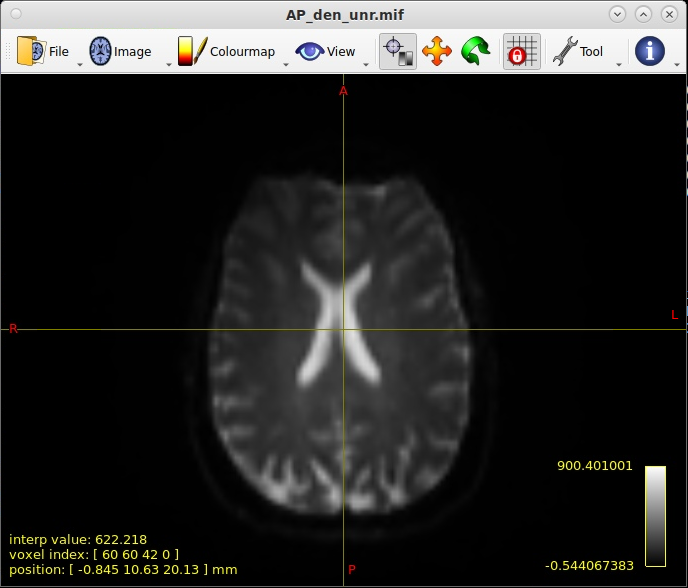 AP_den_unr.mif
File Image Colourmap View Tool
A
R
L
900.401001
-0.544067383
interp value: 622.218
voxel index: [ 60 60 42 0 ]
position: [ -0.845 10.63 20.13 ] mm
P